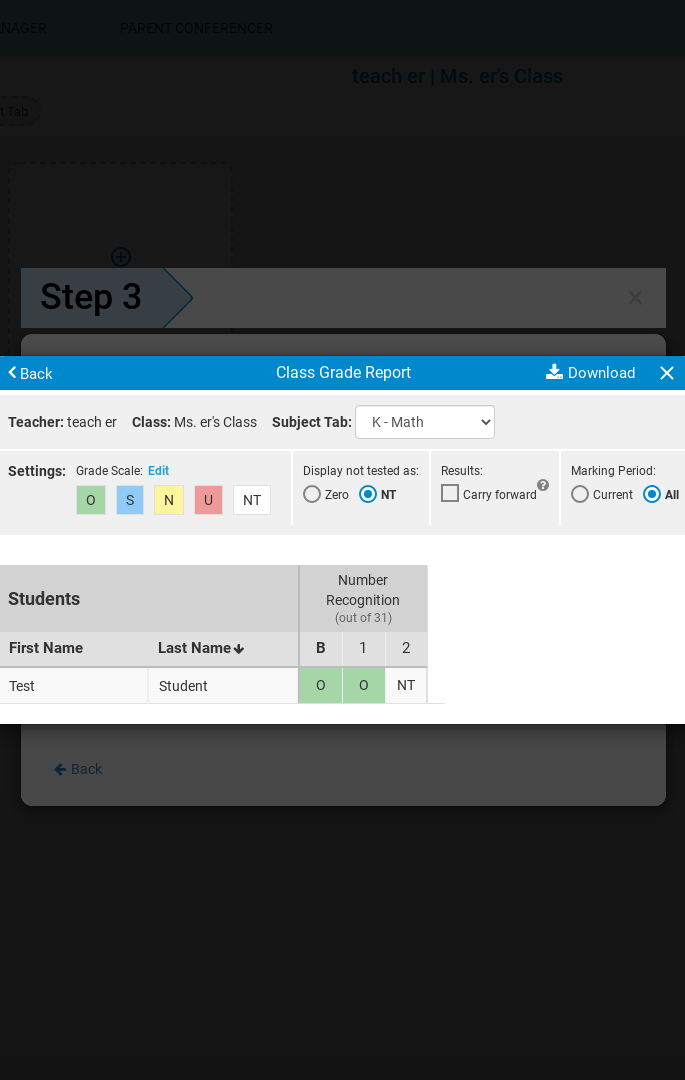 NAGER PARENT CONFERENCER
teach er | Ms. er's Class
t Tab
Step 3
Back Class Grade Report Download
Teacher: teach er Class: Ms. er's Class Subject Tab: K - Math
Settings: Grade Scale: Edit Display not tested as: Results: Marking Period:
O S N U NT Zero NT Carry forward ? Current All
Students Number
Recognition
(out of 31)
First Name Last Name B 1 2
Test Student O O NT
Back